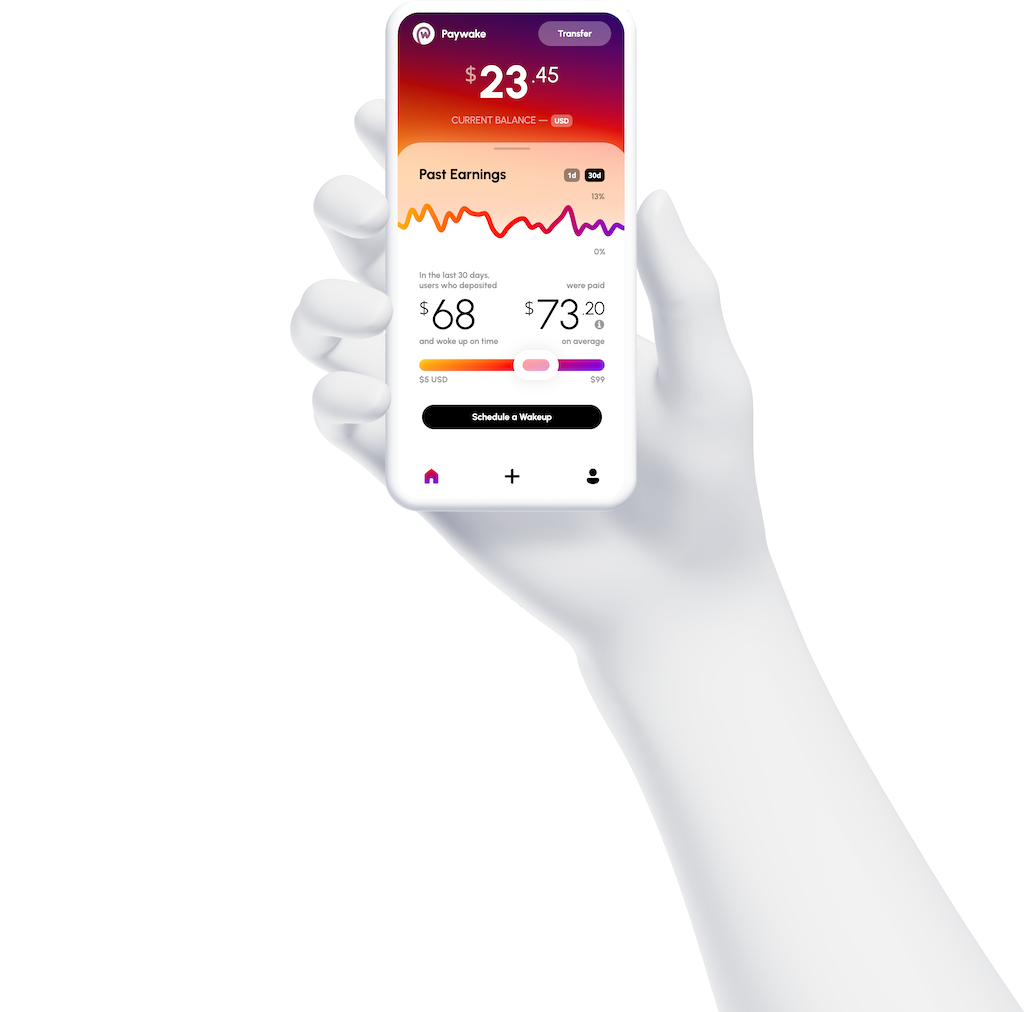 Paywake
Transfer
$23.45
CURRENT BALANCE — USD
Past Earnings
1d
30d
13%
0%
In the last 30 days,
users who deposited
were paid
$68
$73.20
and woke up on time
on average
$5 USD
$99
Schedule a Wakeup